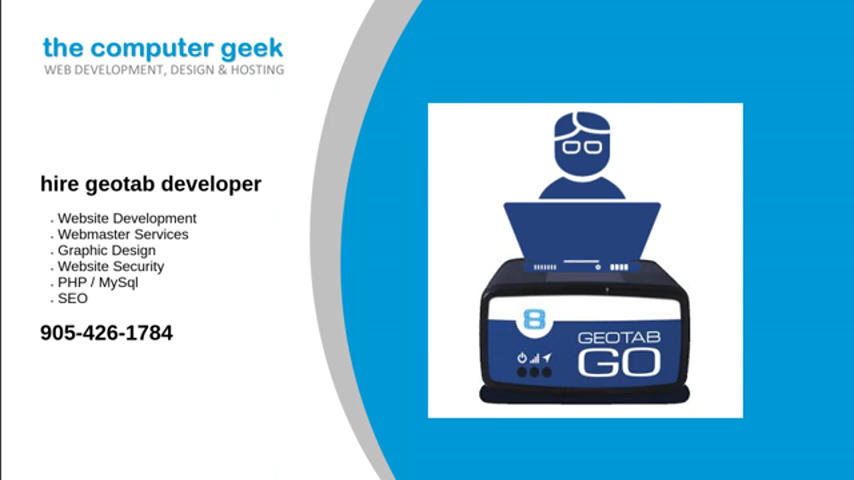 the computer geek
WEB DEVELOPMENT, DESIGN & HOSTING
hire geotab developer
. Website Development
. Webmaster Services
. Graphic Design
. Website Security
. PHP / MySql
. SEO
905-426-1784
8
GEOTAB
GO